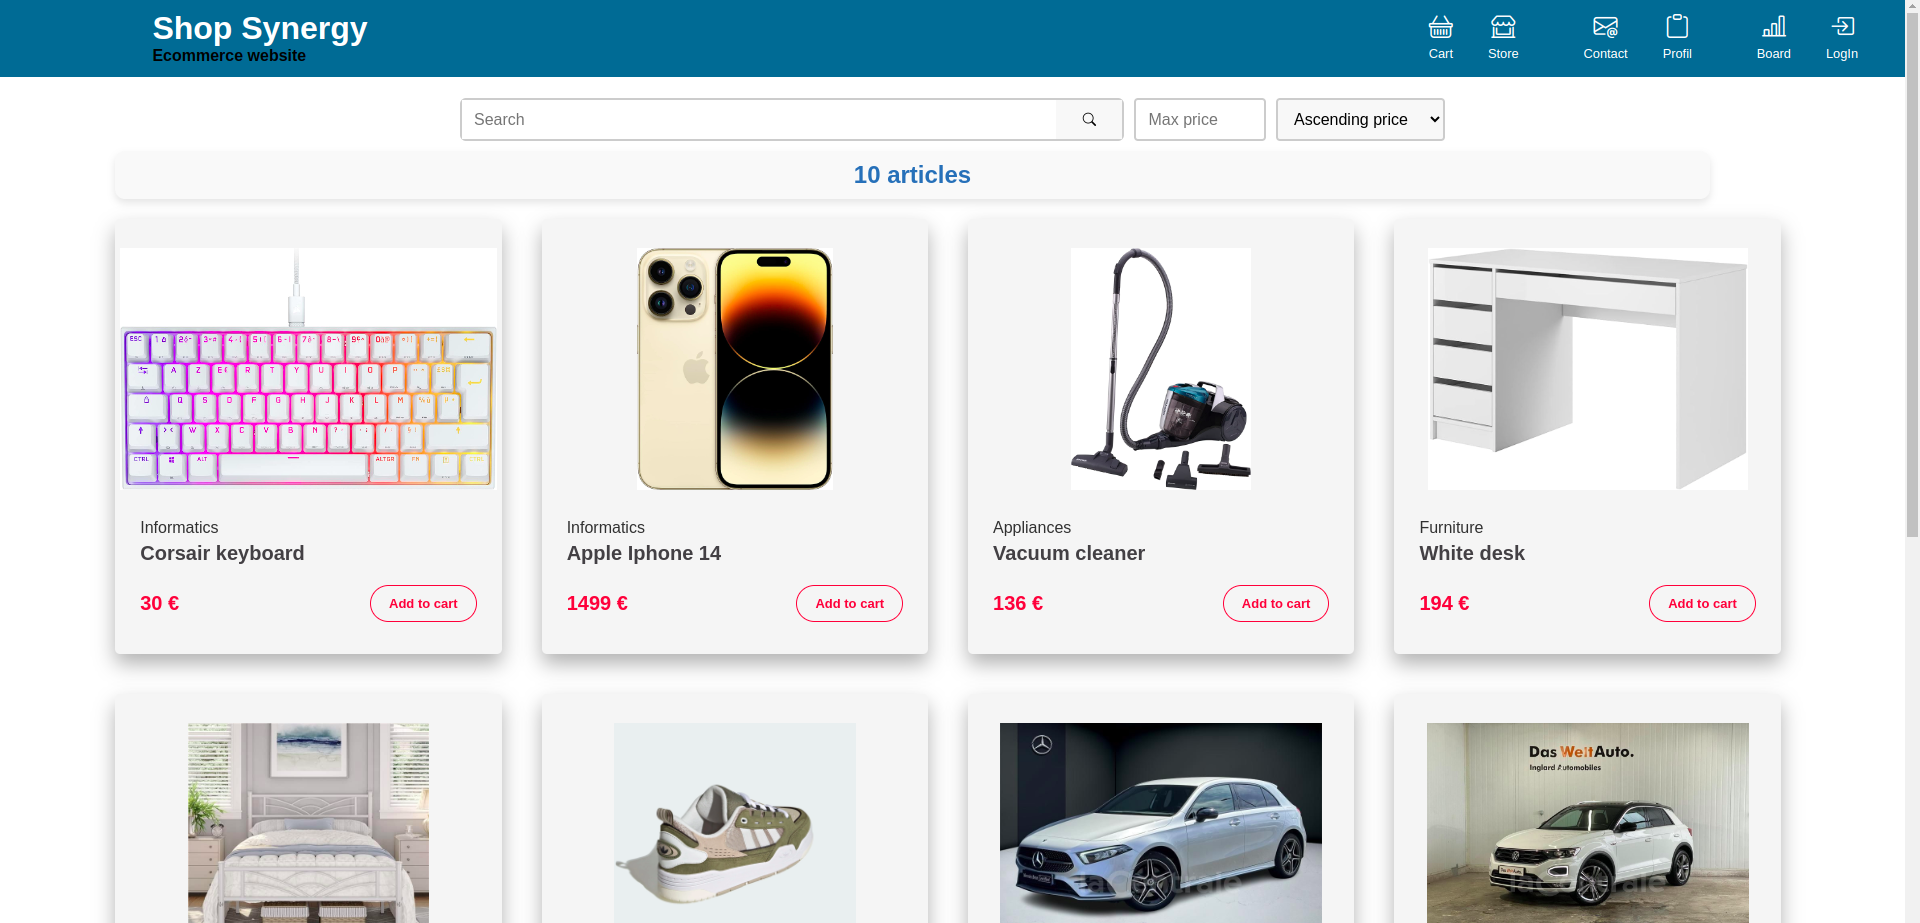 Shop Synergy
Ecommerce website
Cart
Store
Contact
Profil
Board
LogIn
Search
Max price
Ascending price
10 articles
Informatics
Corsair keyboard
30 €
Add to cart
Informatics
Apple Iphone 14
1499 €
Add to cart
Appliances
Vacuum cleaner
136 €
Add to cart
Furniture
White desk
194 €
Add to cart
Das WeltAuto.
Inglard Automobiles